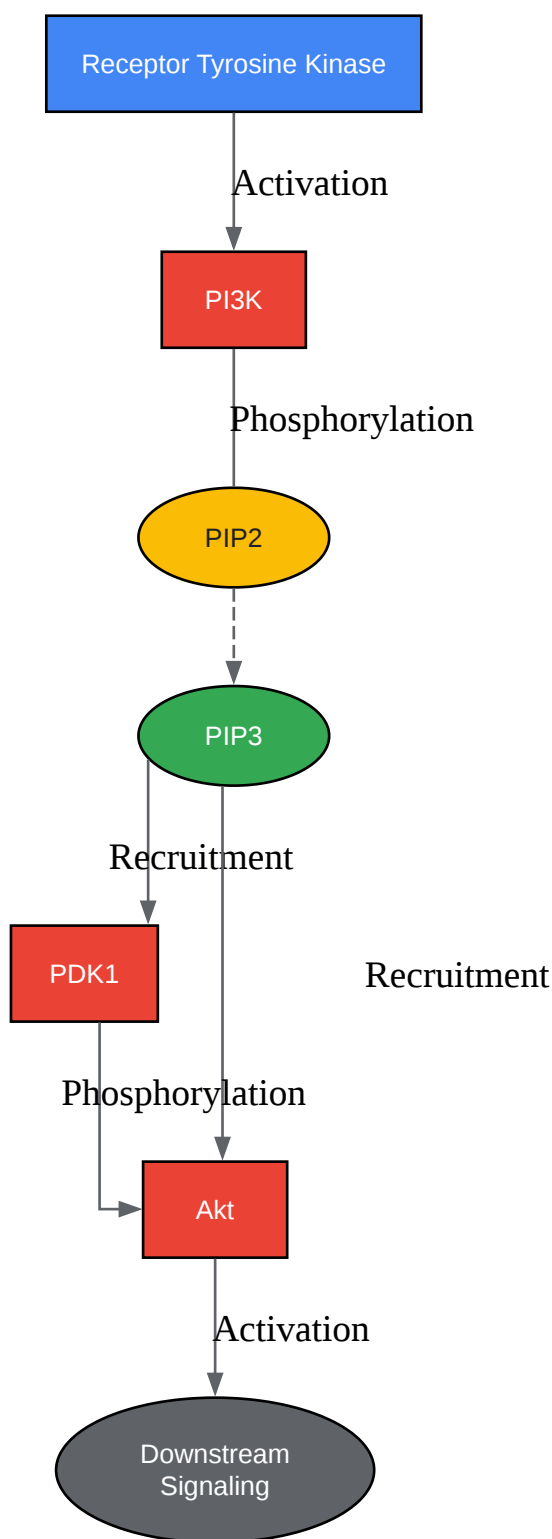 Receptor Tyrosine Kinase
Activation
PI3K
Phosphorylation
PIP2
PIP3
Recruitment
PDK1
Recruitment
Phosphorylation
Akt
Activation
Downstream
Signaling